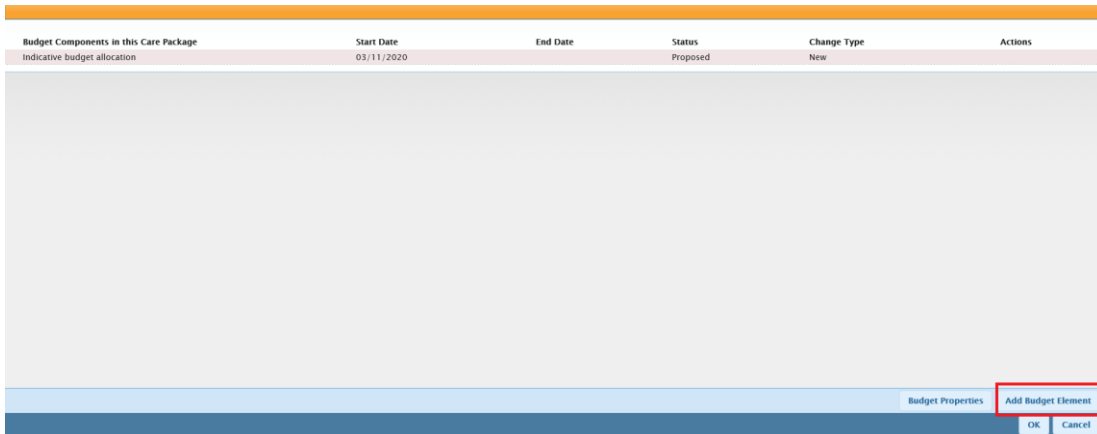 Budget Components in this Care Package Start Date End Date Status Change Type Actions
Indicative budget allocation 03/11/2020 Proposed New
Budget Properties Add Budget Element
OK Cancel